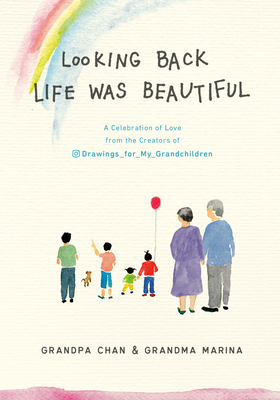 LOOKING BACK
LIFE WAS BEAUTIFUL
A Celebration of Love
from the Creators of
Drawings_for_My_Grandchildren
GRANDPA CHAN & GRANDMA MARINA